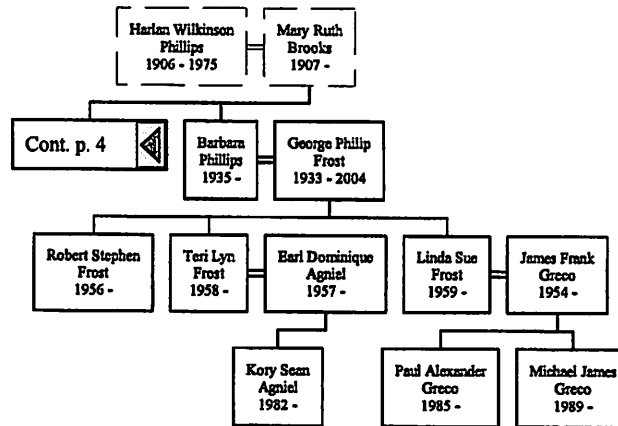 Harlan Wilkinson
Phillips
1906 - 1975
Mary Ruth
Brooks
1907 -
Cont. p. 4
Barbara
Phillips
1935 -
George Philip
Frost
1933 - 2004
Robert Stephen
Frost
1956 -
Teri Lyn
Frost
1958 -
Earl Dominique
Agniel
1957 -
Linda Sue
Frost
1959 -
James Frank
Greco
1954 -
Kory Sean
Agniel
1982 -
Paul Alexander
Greco
1985 -
Michael James
Greco
1989 -